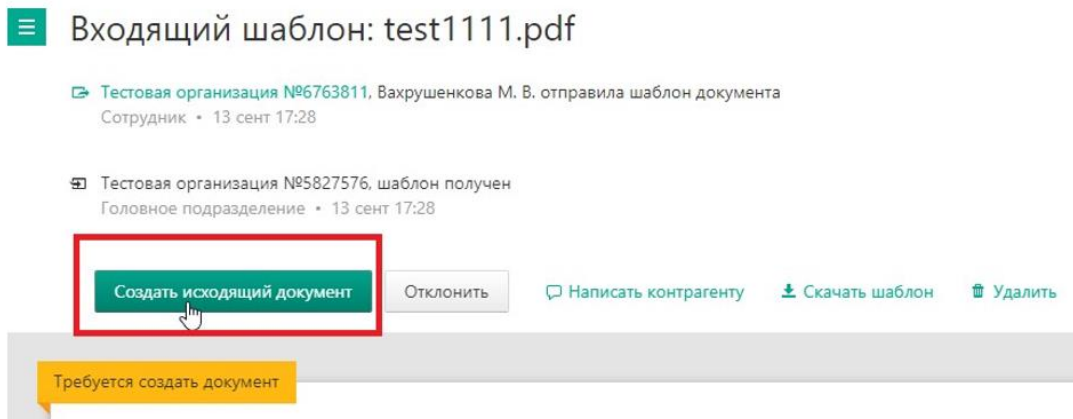 Входящий шаблон: test1111.pdf
Тестовая организация №6763811, Вахрушенкова М. В. отправила шаблон документа
Сотрудник • 13 сент 17:28
Тестовая организация №5827576, шаблон получен
Головное подразделение • 13 сент 17:28
Создать исходящий документ Отклонить Написать контрагенту Скачать шаблон Удалить
Требуется создать документ